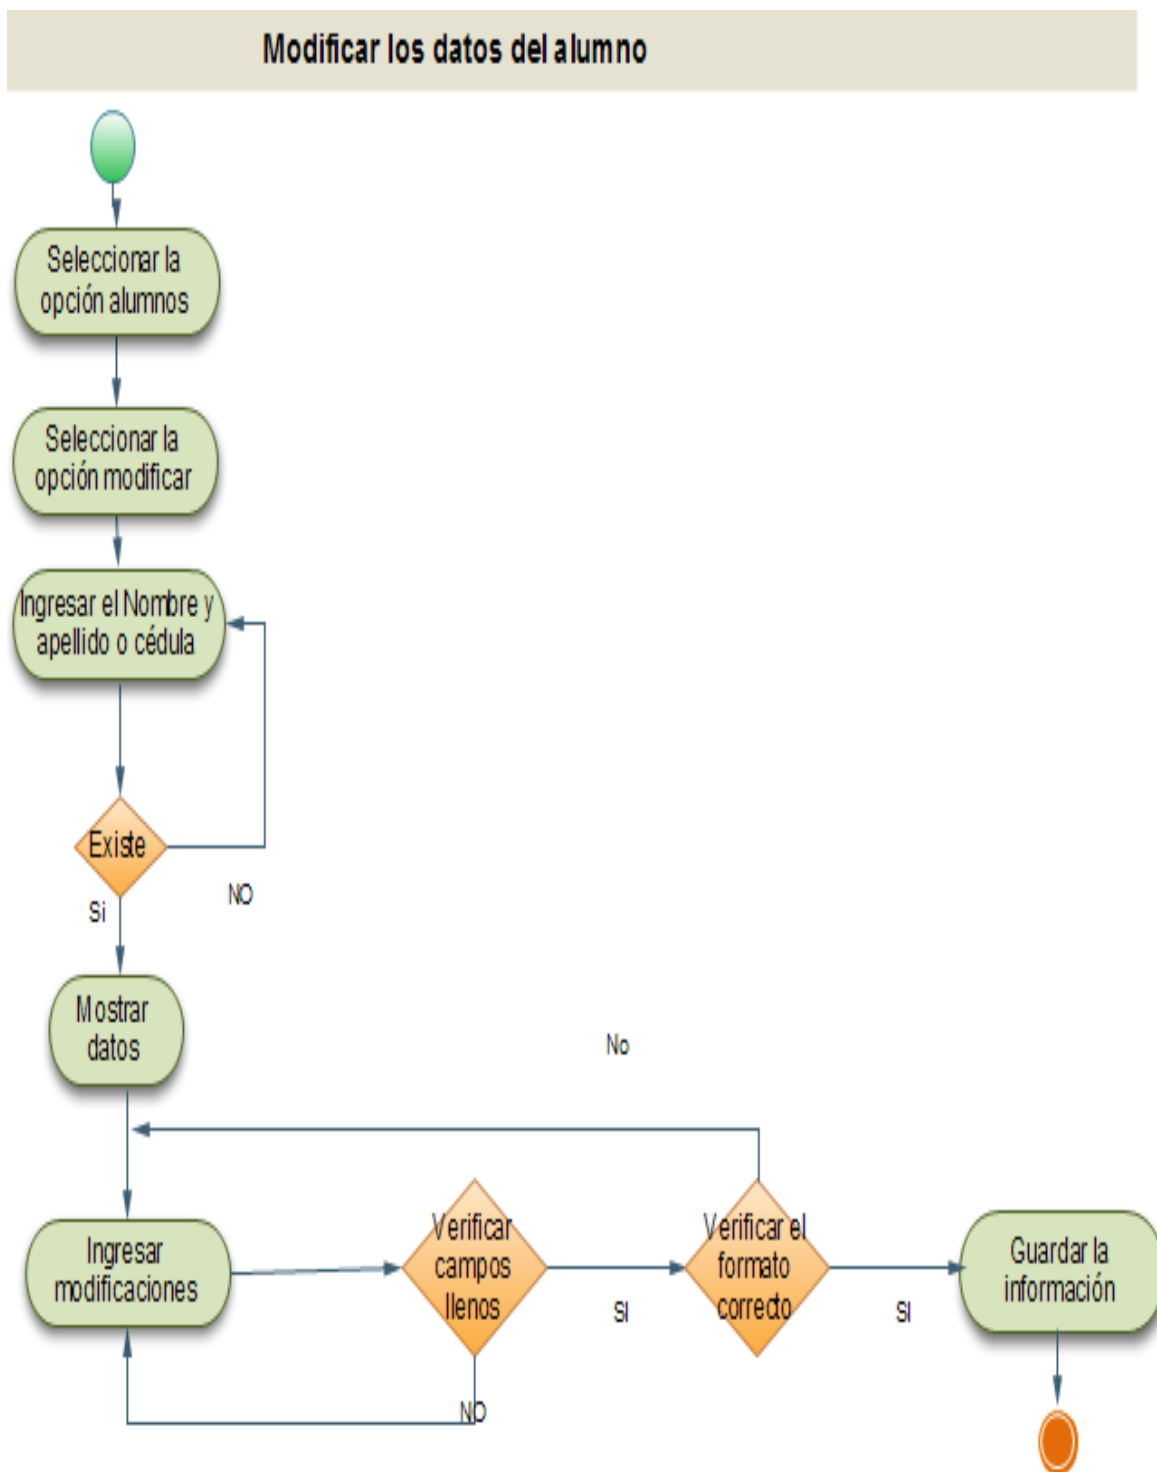 Modificar los datos del alumno
Seleccionar la
opción alumnos
Seleccionar la
opción modificar
Ingresar el Nombre y
apellido o cédula
Existe
NO
Si
Mostrar
datos
No
Ingresar
modificaciones
Verificar
campos
llenos
SI
NO
Verificar el
formato
correcto
SI
Guardar la
información